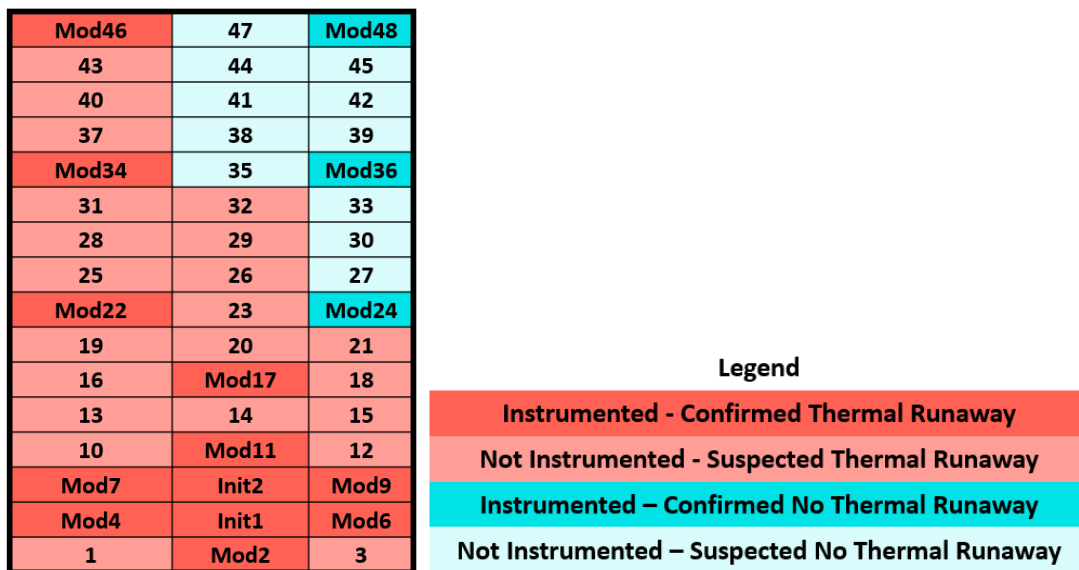 Mod46 47 Mod48
43 44 45
40 41 42
37 38 39
Mod34 35 Mod36
31 32 33
28 29 30
25 26 27
Mod22 23 Mod24
19 20 21
16 Mod17 18
13 14 15
10 Mod11 12
Mod7 Init2 Mod9
Mod4 Init1 Mod6
1 Mod2 3
Legend
Instrumented - Confirmed Thermal Runaway
Not Instrumented - Suspected Thermal Runaway
Instrumented – Confirmed No Thermal Runaway
Not Instrumented – Suspected No Thermal Runaway